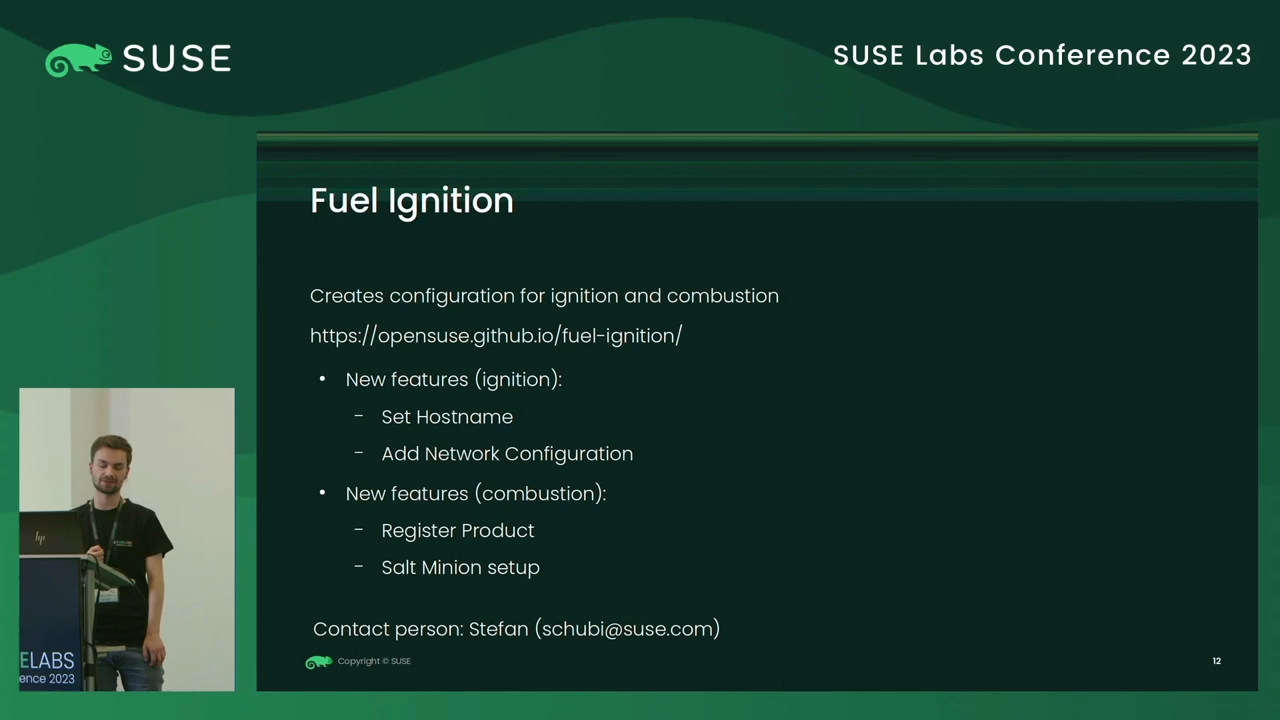 SUSE
SUSE Labs Conference 2023
Fuel Ignition
Creates configuration for ignition and combustion
https://opensuse.github.io/fuel-ignition/
• New features (ignition):
- Set Hostname
- Add Network Configuration
• New features (combustion):
- Register Product
- Salt Minion setup
Contact person: Stefan (schubi@suse.com)
Copyright © SUSE
12
hp
ELABS
ence 2023